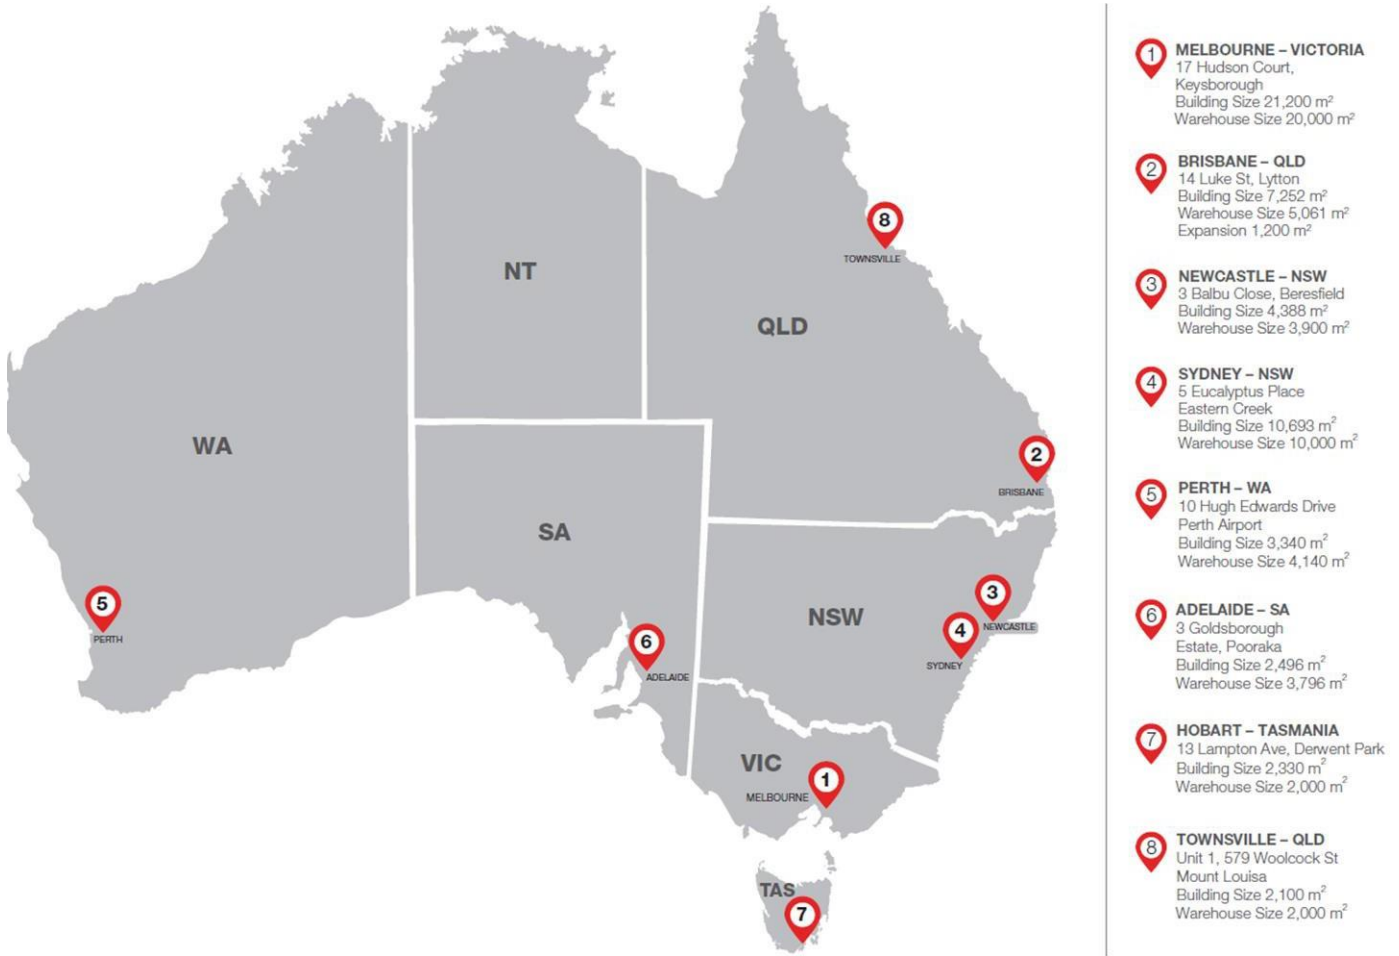 NT
QLD
WA
SA
NSW
VIC
TAS
8
TOWNSVILLE
2
BRISBANE
5
PERTH
3
NEWCASTLE
4
SYDNEY
6
ADELAIDE
1
MELBOURNE
7
1
MELBOURNE – VICTORIA
17 Hudson Court,
Keysborough
Building Size 21,200 m²
Warehouse Size 20,000 m²
2
BRISBANE – QLD
14 Luke St, Lytton
Building Size 7,252 m²
Warehouse Size 5,061 m²
Expansion 1,200 m²
3
NEWCASTLE – NSW
3 Balbu Close, Beresfield
Building Size 4,388 m²
Warehouse Size 3,900 m²
4
SYDNEY – NSW
5 Eucalyptus Place
Eastern Creek
Building Size 10,693 m²
Warehouse Size 10,000 m²
5
PERTH – WA
10 Hugh Edwards Drive
Perth Airport
Building Size 3,340 m²
Warehouse Size 4,140 m²
6
ADELAIDE – SA
3 Goldsborough
Estate, Pooraka
Building Size 2,496 m²
Warehouse Size 3,796 m²
7
HOBART – TASMANIA
13 Lampton Ave, Derwent Park
Building Size 2,330 m²
Warehouse Size 2,000 m²
8
TOWNSVILLE – QLD
Unit 1, 579 Woolcock St
Mount Louisa
Building Size 2,100 m²
Warehouse Size 2,000 m²